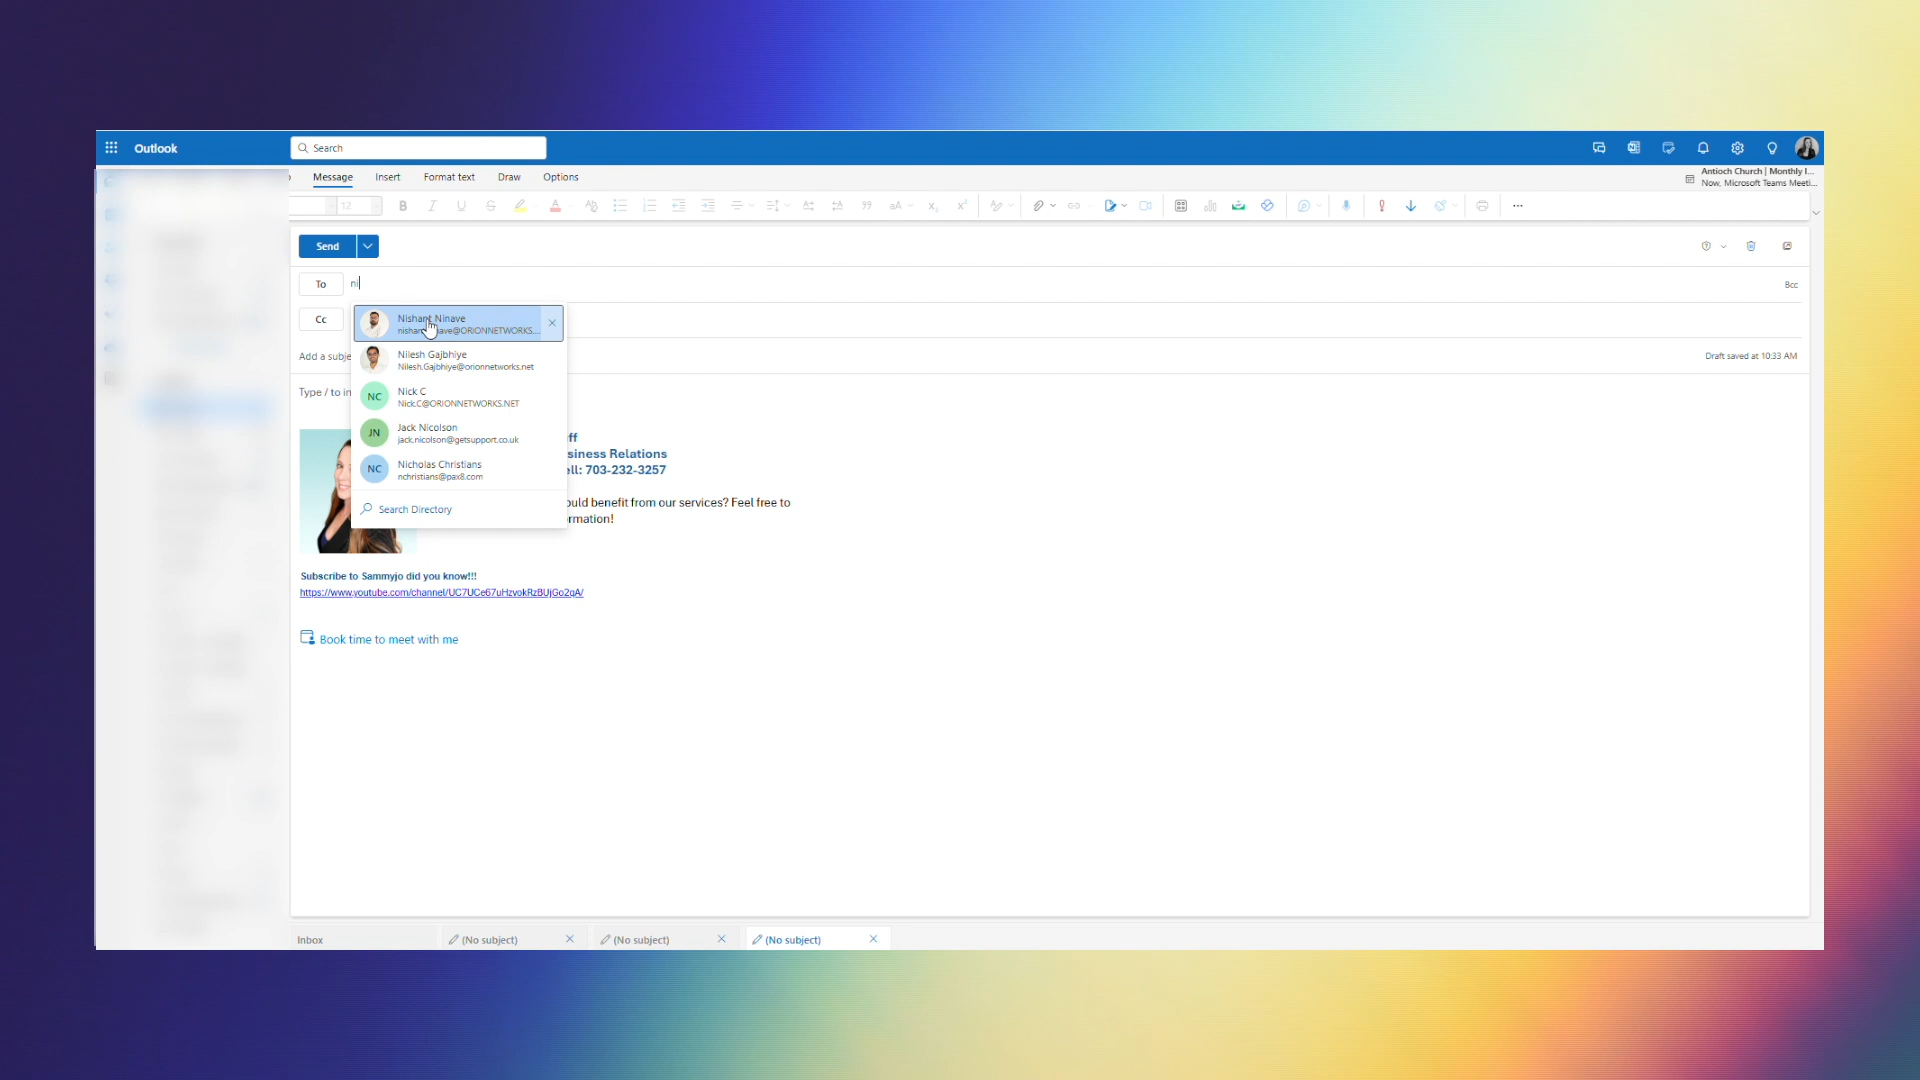 Outlook
Search
Message Insert Format text Draw Options
Antioch Church | Monthly I...
Now, Microsoft Teams Meeti...
12
Send
To ni Bcc
Cc
Nishant Ninave
@ORIONNETWORKS....
Nilesh Gajbhiye
Nilesh.Gajbhiye@orionnetworks.net
Add a subje
Draft saved at 10:33 AM
Type / to in
NC Nick C
Nick.C@ORIONNETWORKS.NET
JN Jack Nicolson
jack.nicolson@getsupport.co.uk
NC Nicholas Christians
nchristians@pax8.com
Search Directory
ff
siness Relations
ell: 703-232-3257
ould benefit from our services? Feel free to
rmation!
Subscribe to Sammyjo did you know!!!
https://www.youtube.com/channel/UC7UCe67uHzvokRzBUjGo2qA/
Book time to meet with me
Inbox (No subject) (No subject) (No subject)